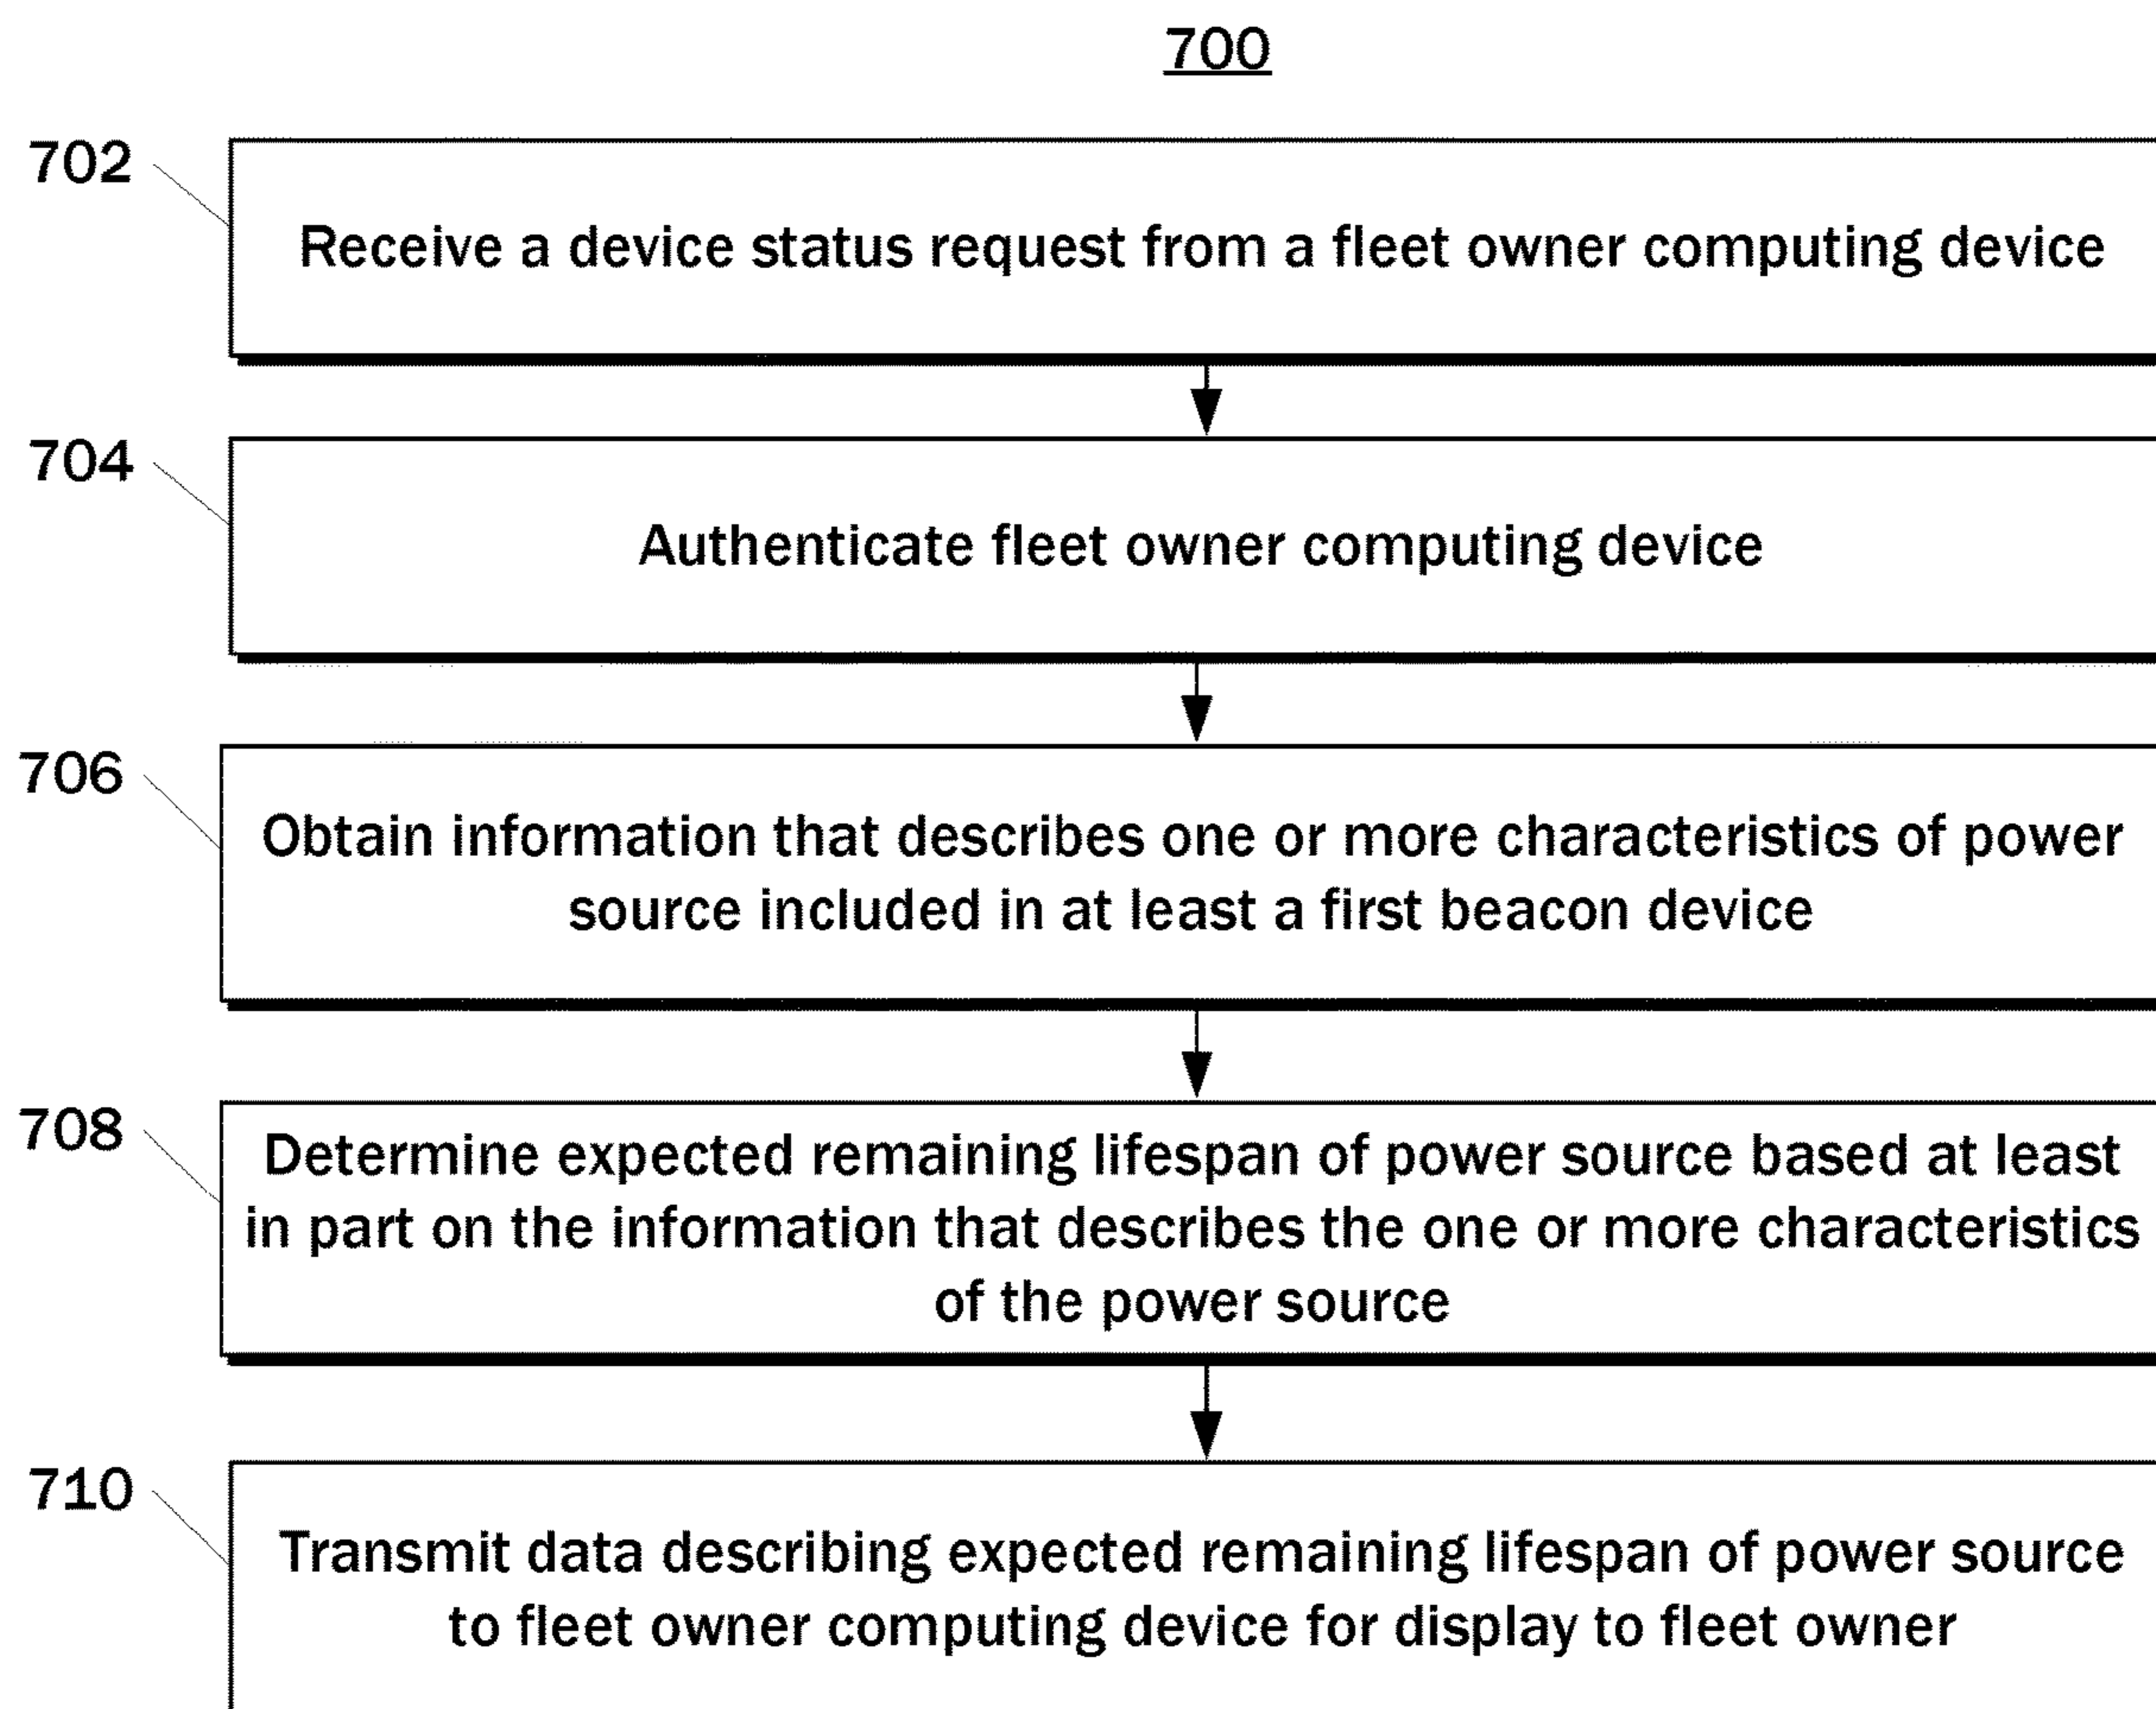 700
702
Receive a device status request from a fleet owner computing device
704
Authenticate fleet owner computing device
706
Obtain information that describes one or more characteristics of power
source included in at least a first beacon device
708
Determine expected remaining lifespan of power source based at least
in part on the information that describes the one or more characteristics
of the power source
710
Transmit data describing expected remaining lifespan of power source
to fleet owner computing device for display to fleet owner